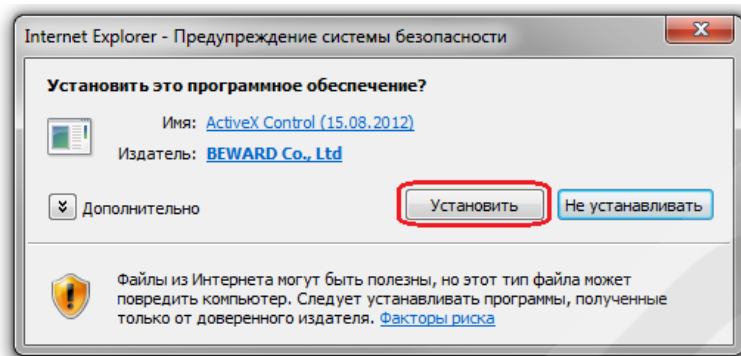 Internet Explorer - Предупреждение системы безопасности
Установить это программное обеспечение?
Имя: ActiveX Control (15.08.2012)
Издатель: BEWARD Co., Ltd
Дополнительно
Установить
Не устанавливать
Файлы из Интернета могут быть полезны, но этот тип файла может
повредить компьютер. Следует устанавливать программы, полученные
только от доверенного издателя. Факторы риска